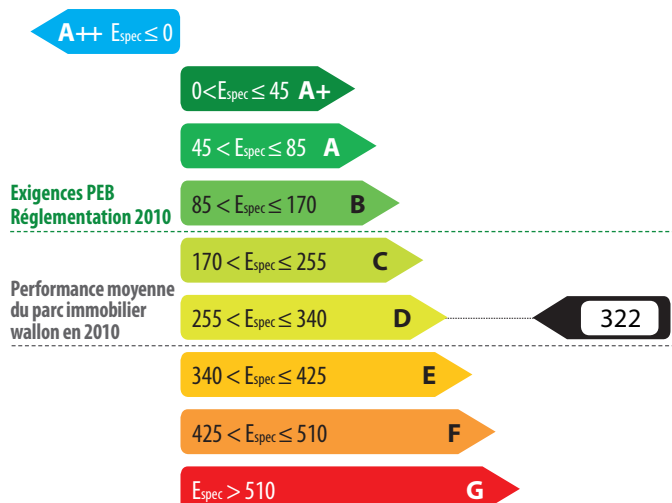 A++ Espec ≤ 0
0<Espec ≤ 45 A+
45 < Espec ≤ 85 A
Exigences PEB
Réglementation 2010
85 < Espec ≤ 170 B
170 < Espec ≤ 255 C
Performance moyenne
du parc immobilier
wallon en 2010
255 < Espec ≤ 340 D
322
340 < Espec ≤ 425 E
425 < Espec ≤ 510 F
Espec > 510 G